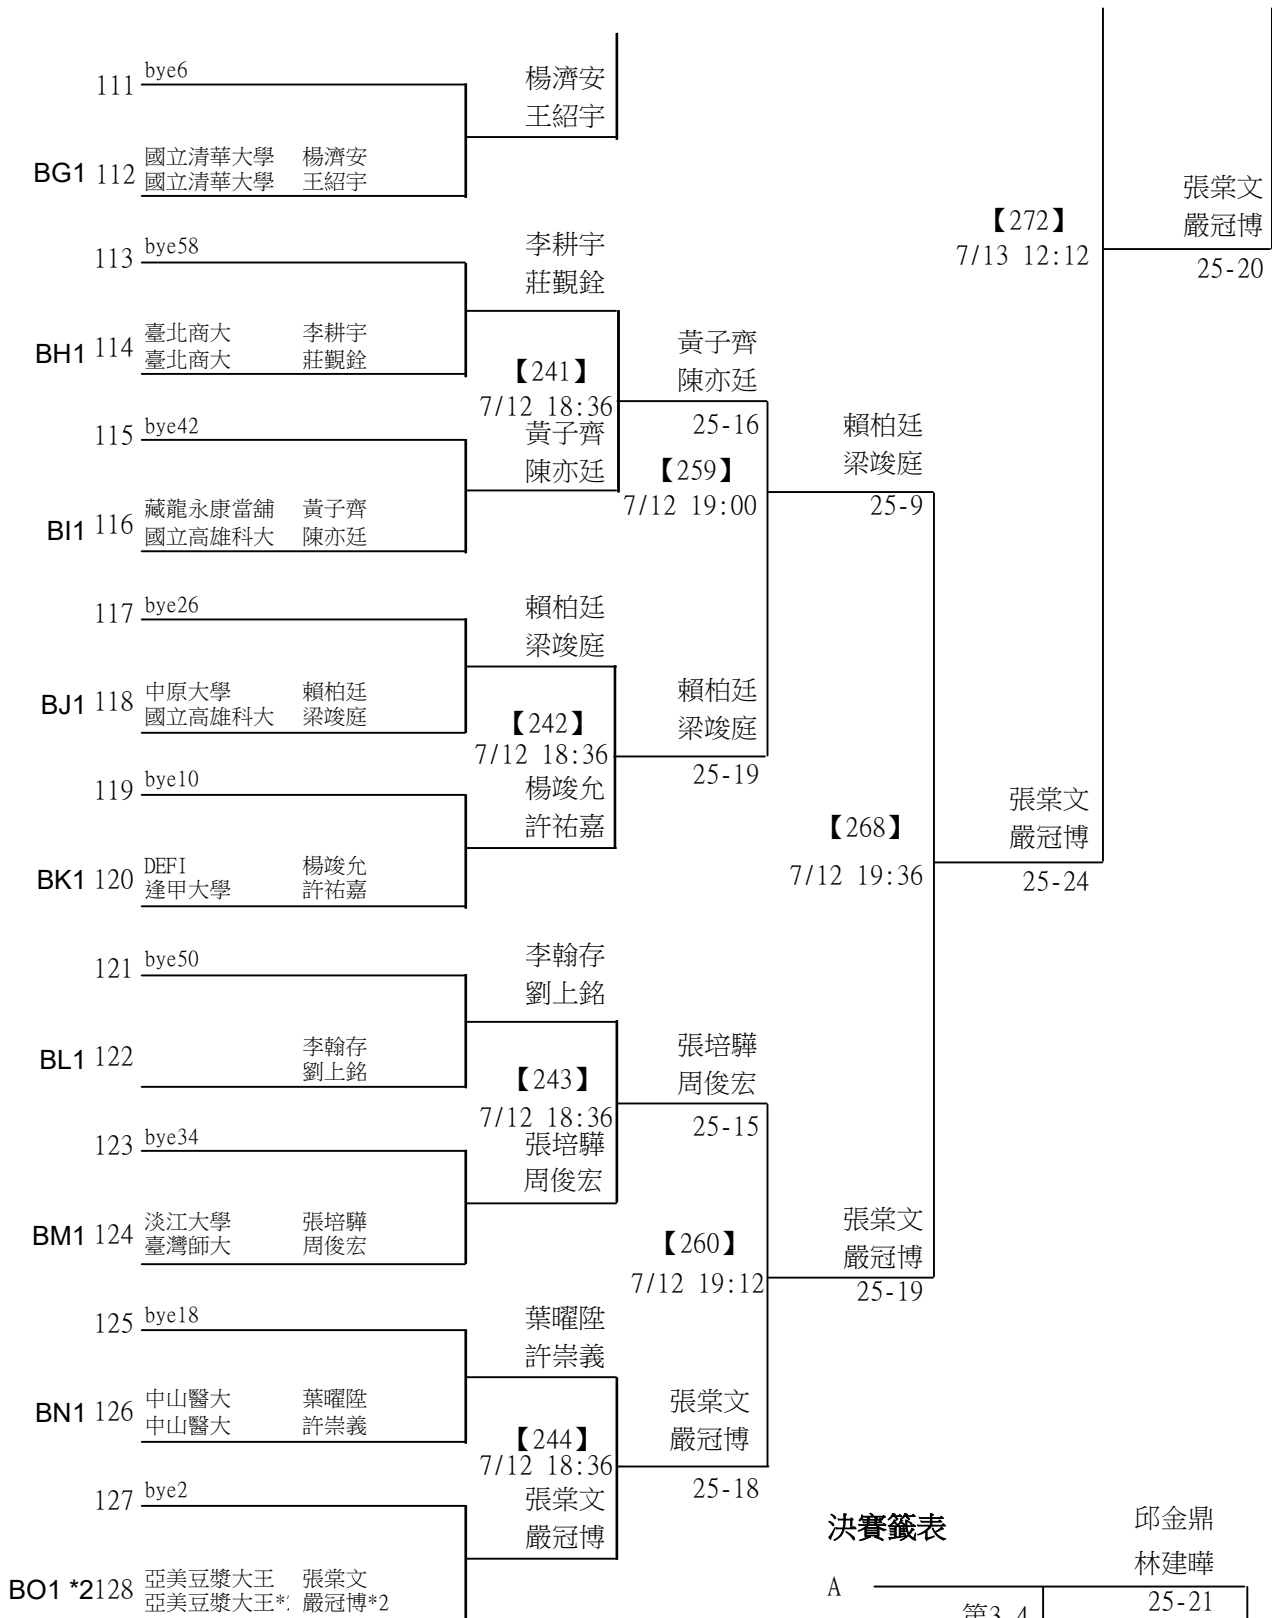 bye6
111
楊濟安
王紹宇
BG1 112 國立清華大學 楊濟安
國立清華大學 王紹宇
張棠文
嚴冠博
25-20
【272】
7/13 12:12
113 bye58
李耕宇
莊觀銓
BH1 114 臺北商大 李耕宇
臺北商大 莊觀銓
【241】
7/12 18:36
黃子齊
陳亦廷
25-16
115 bye42
黃子齊
陳亦廷
BI1 116 藏龍永康當舖 黃子齊
國立高雄科大 陳亦廷
【259】
7/12 19:00
賴柏廷
梁竣庭
25-9
117 bye26
賴柏廷
梁竣庭
BJ1 118 中原大學 賴柏廷
國立高雄科大 梁竣庭
【242】
7/12 18:36
賴柏廷
梁竣庭
25-19
119 bye10
楊竣允
許祐嘉
BK1 120 DEFI 楊竣允
逢甲大學 許祐嘉
【268】
7/12 19:36
張棠文
嚴冠博
25-24
121 bye50
李翰存
劉上銘
BL1 122 李翰存
劉上銘
【243】
7/12 18:36
張培驊
周俊宏
25-15
123 bye34
張培驊
周俊宏
BM1 124 淡江大學 張培驊
臺灣師大 周俊宏
【260】
7/12 19:12
張棠文
嚴冠博
25-19
125 bye18
葉曜陞
許崇義
BN1 126 中山醫大 葉曜陞
中山醫大 許崇義
【244】
7/12 18:36
張棠文
嚴冠博
25-18
127 bye2
張棠文
嚴冠博
BO1 *2 128 亞美豆漿大王 張棠文
亞美豆漿大王*2 嚴冠博*2
決賽籤表
邱金鼎
林建曄
A
25-21
第3.4